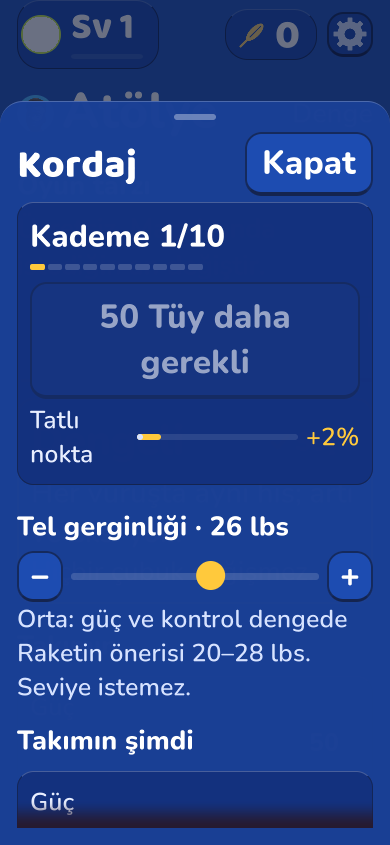 Sv 1
0
Atölye
Kordaj
Kapat
Kademe 1/10
50 Tüy daha
gerekli
Tatlı
nokta
+2%
Tel gerginliği · 26 lbs
−
+
Orta: güç ve kontrol dengede
Raketin önerisi 20–28 lbs.
Seviye istemez.
Takımın şimdi
Güç